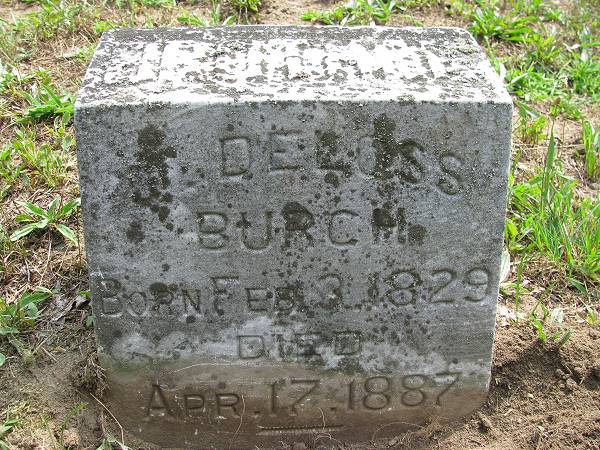 DELOSS
BURCH.
BORN FEB. 3. 1829
DIED
APR. 17. 1887